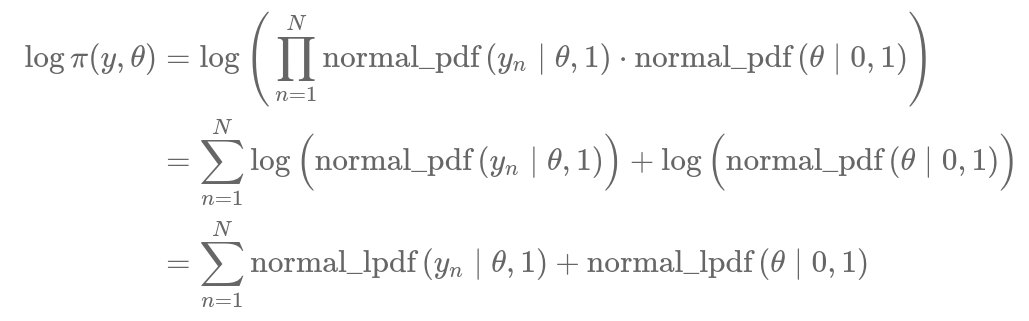 log π(y, θ) = log ( ∏_{n=1}^{N} normal_pdf (y_n | θ, 1) · normal_pdf (θ | 0, 1) )
= ∑_{n=1}^{N} log ( normal_pdf (y_n | θ, 1) ) + log ( normal_pdf (θ | 0, 1) )
= ∑_{n=1}^{N} normal_lpdf (y_n | θ, 1) + normal_lpdf (θ | 0, 1)